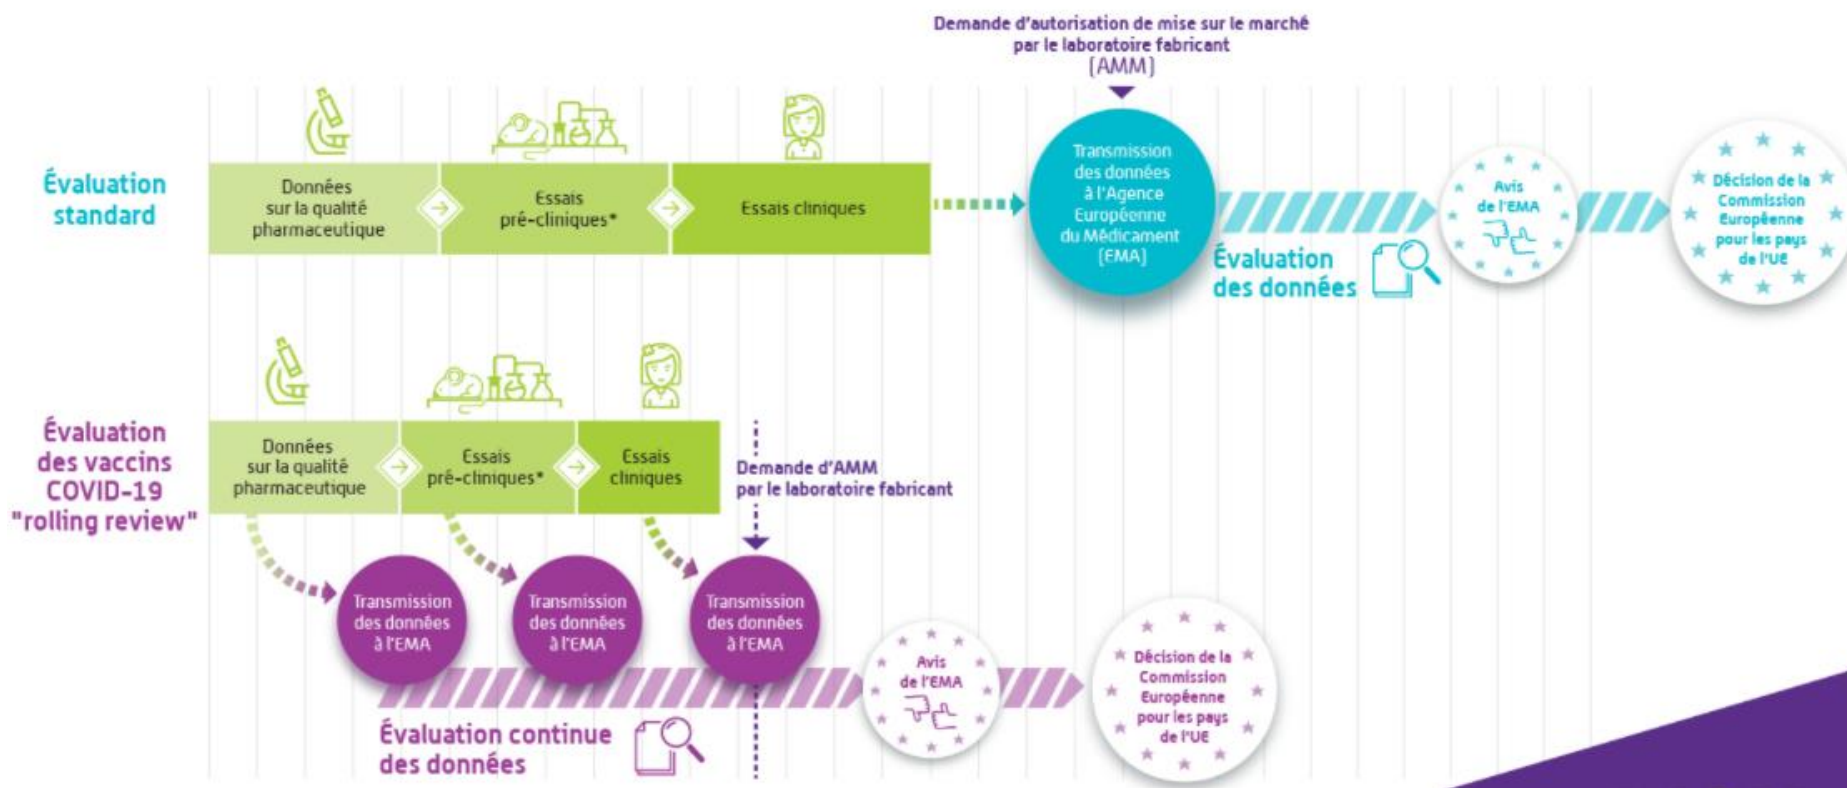 Demande d'autorisation de mise sur le marché
par le laboratoire fabricant
(AMM)
Évaluation
standard
Données
sur la qualité
pharmaceutique
Essais
pré-cliniques*
Essais cliniques
Transmission
des données
à l'Agence
Européenne
du Médicament
(EMA)
Évaluation
des données
Avis
de l'EMA
Décision de la
Commission
Européenne
pour les pays
de l'UE
Évaluation
des vaccins
COVID-19
"rolling review"
Données
sur la qualité
pharmaceutique
Essais
pré-cliniques*
Essais
cliniques
Demande d'AMM
par le laboratoire fabricant
Transmission
des données
à l'EMA
Transmission
des données
à l'EMA
Transmission
des données
à l'EMA
Évaluation continue
des données
Avis
de l'EMA
Décision de la
Commission
Européenne
pour les pays
de l'UE